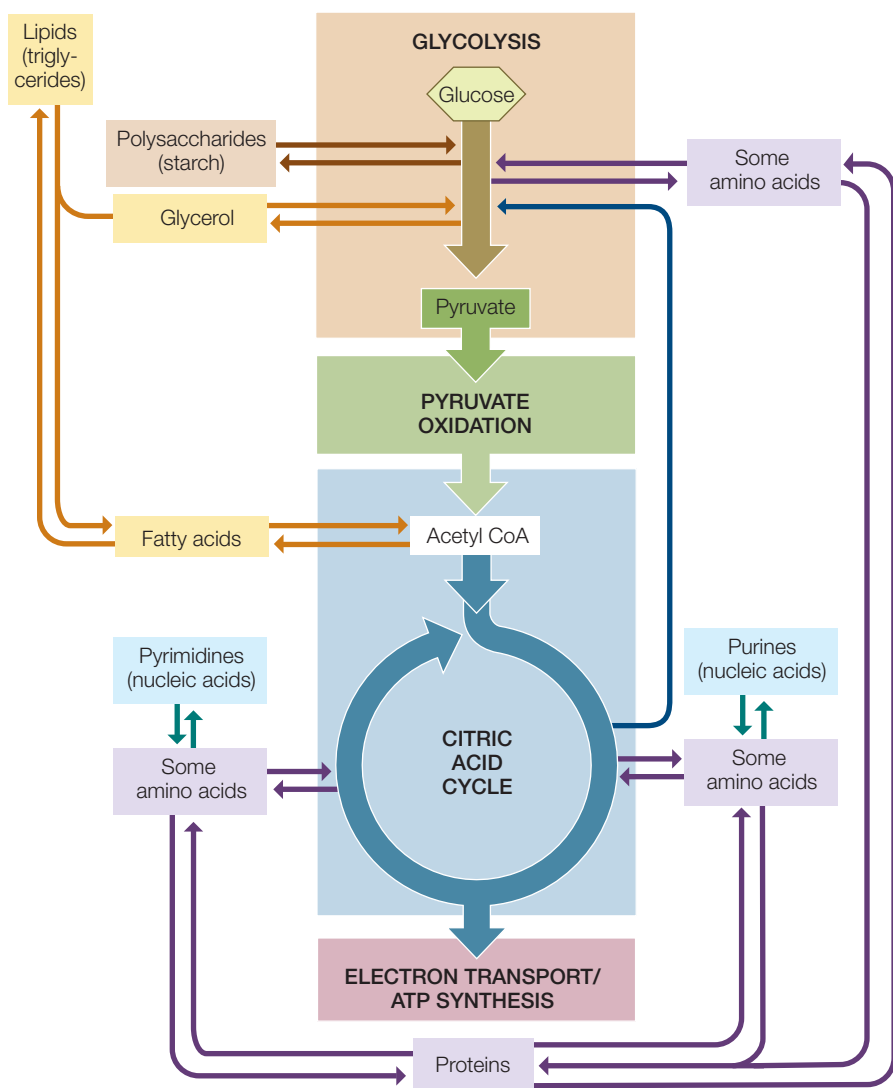 Lipids
(trigly-
cerides)
GLYCOLYSIS
Glucose
Polysaccharides
(starch)
Some
amino acids
Glycerol
Pyruvate
PYRUVATE
OXIDATION
Fatty acids
Acetyl CoA
Pyrimidines
(nucleic acids)
Purines
(nucleic acids)
Some
amino acids
CITRIC
ACID
CYCLE
Some
amino acids
ELECTRON TRANSPORT/
ATP SYNTHESIS
Proteins